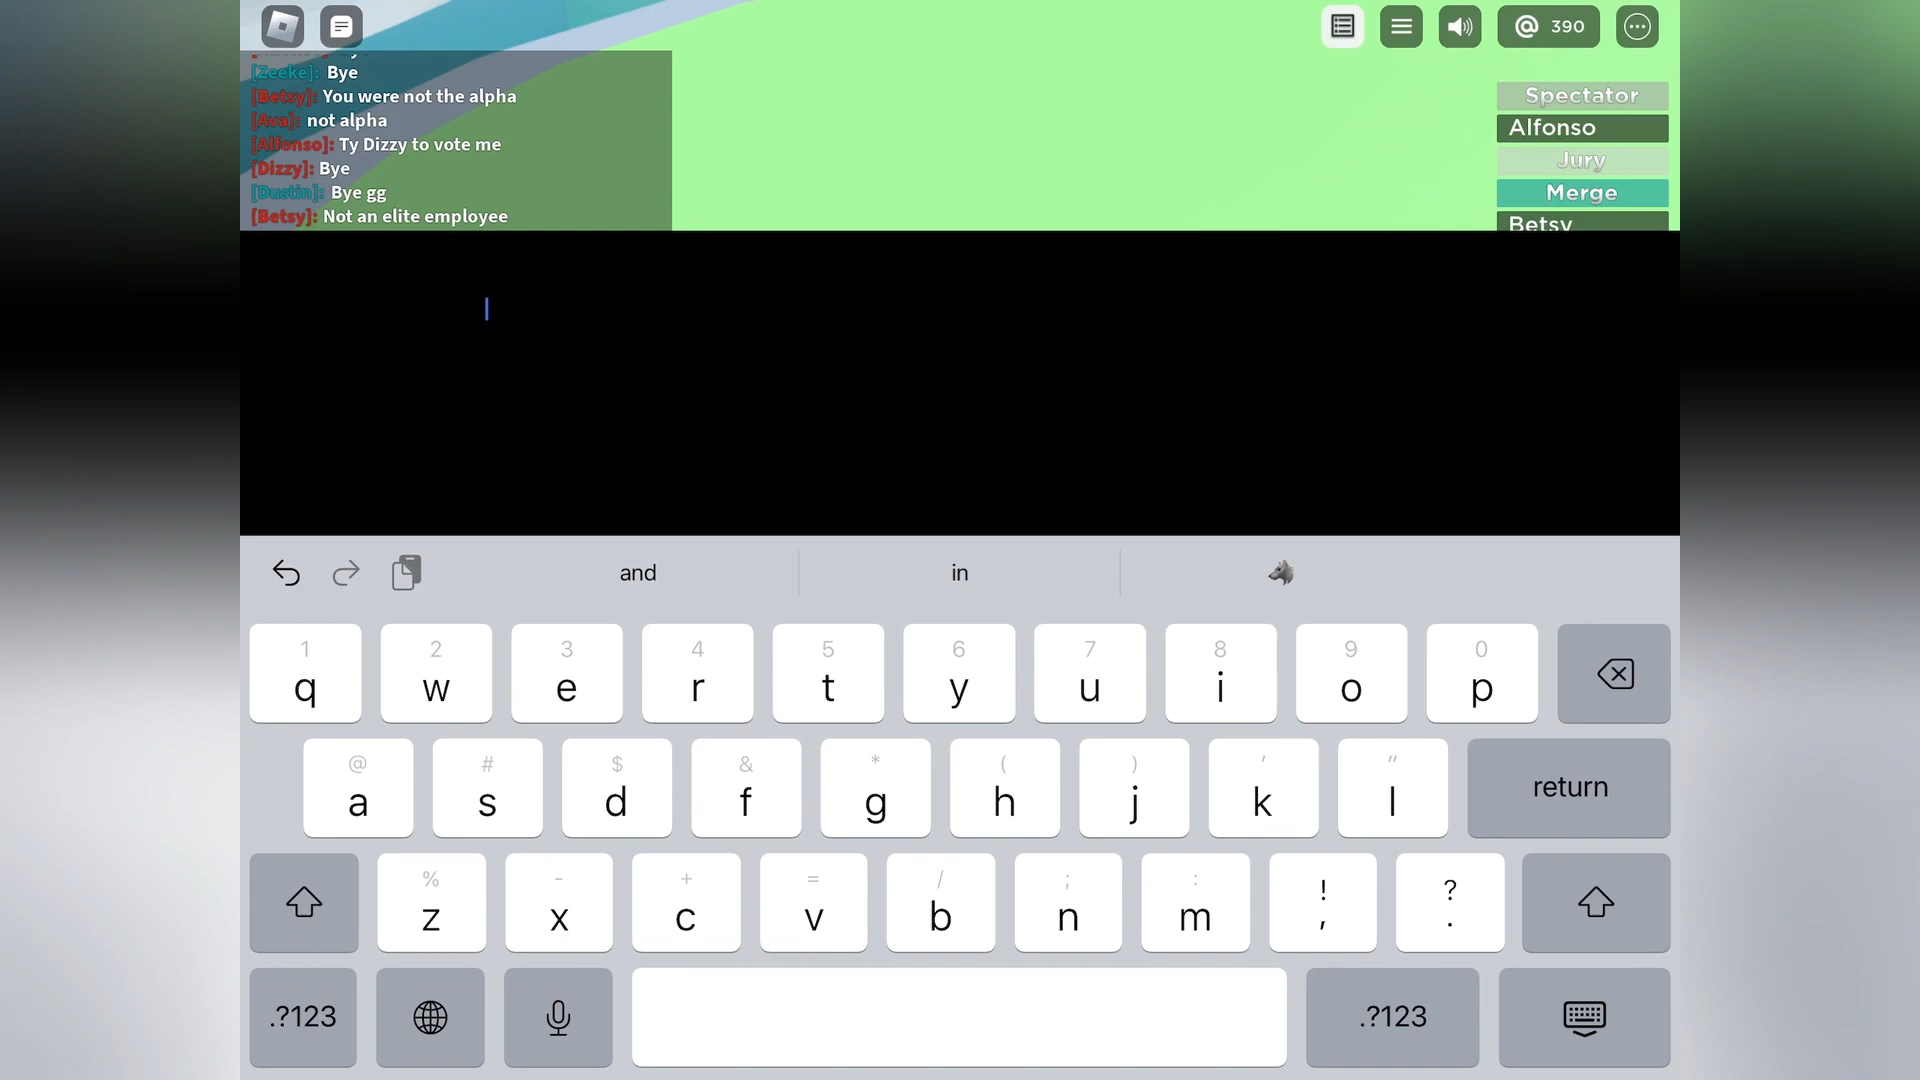 390
[Zeeke]: Bye
[Betsy]: You were not the alpha
[Ava]: not alpha
[Alfonso]: Ty Dizzy to vote me
[Dizzy]: Bye
[Dustin]: Bye gg
[Betsy]: Not an elite employee
Spectator
Alfonso
Jury
Merge
Betsy
and in
1 2 3 4 5 6 7 8 9 0
q w e r t y u i o p
@ # $ & * ( ) ' "
a s d f g h j k l return
% - + = / ; : ! ?
z x c v b n m , .
.?123 .?123